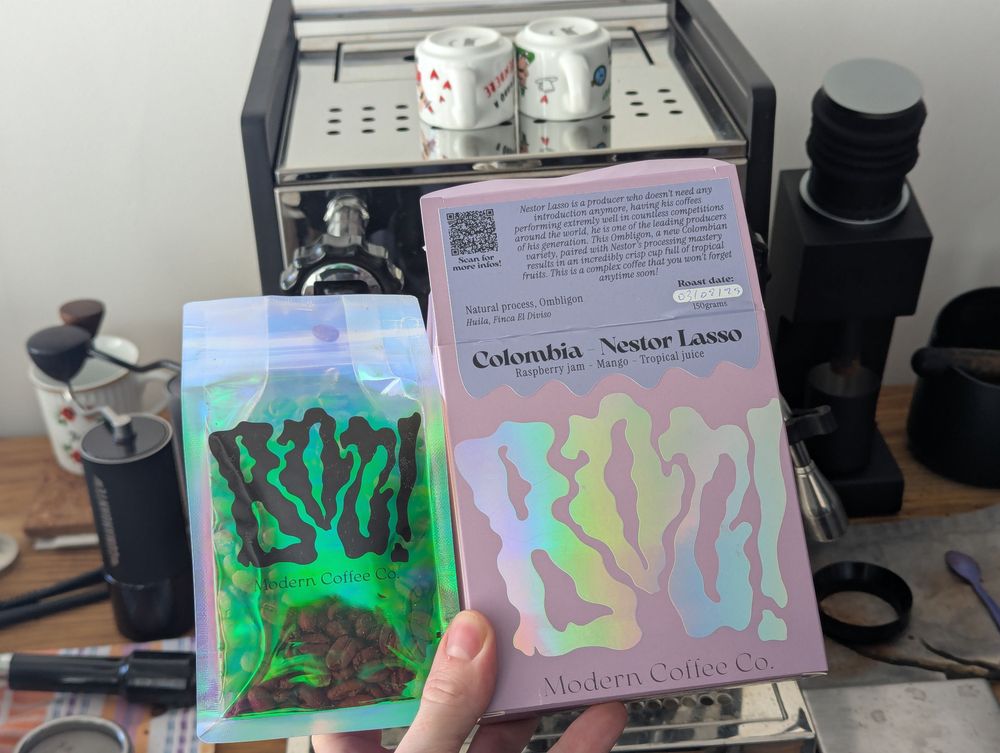 Nestor Lasso is a producer who doesn't need any
introduction anymore, having his coffees
performing extremly well in countless competitions
around the world, he is one of the leading producers
of his generation. This Ombligon, a new Colombian
variety, paired with Nestor's processing mastery
results in an incredibly crisp cup full of tropical
fruits. This is a complex coffee that you won't forget
anytime soon!
Scan for
more infos!
Roast date:
03/02/25
150grams
Natural process, Ombligon
Huila, Finca El Diviso
Colombia - Nestor Lasso
Raspberry jam - Mango - Tropical juice
Modern Coffee Co.
Modern Coffee Co.